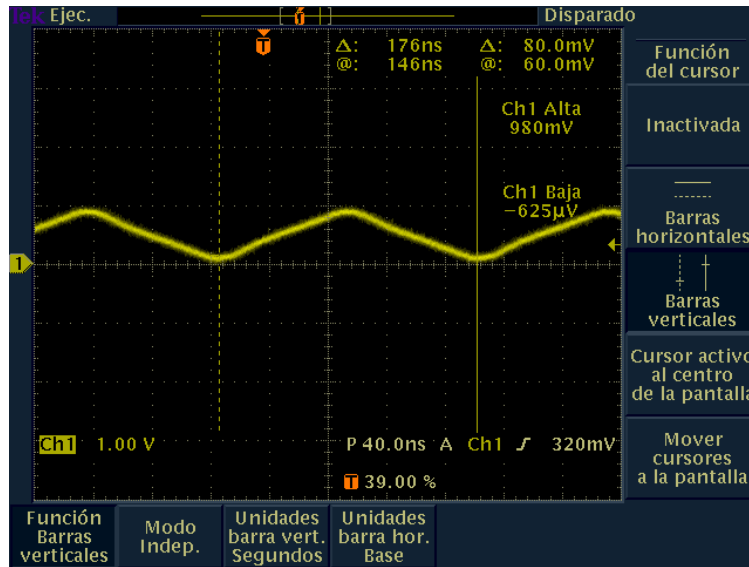 Tek Ejec.
Disparado
T
Δ: 176ns Δ: 80.0mV
@: 146ns @: 60.0mV
Ch1 Alta
980mV
Ch1 Baja
−625µV
1
Ch1 1.00 V
P 40.0ns A Ch1 320mV
T 39.00 %
Función
del cursor
Inactivada
Barras
horizontales
Barras
verticales
Cursor activo
al centro
de la pantalla
Mover
cursores
a la pantalla
Función
Barras
verticales
Modo
Indep.
Unidades
barra vert.
Segundos
Unidades
barra hor.
Base